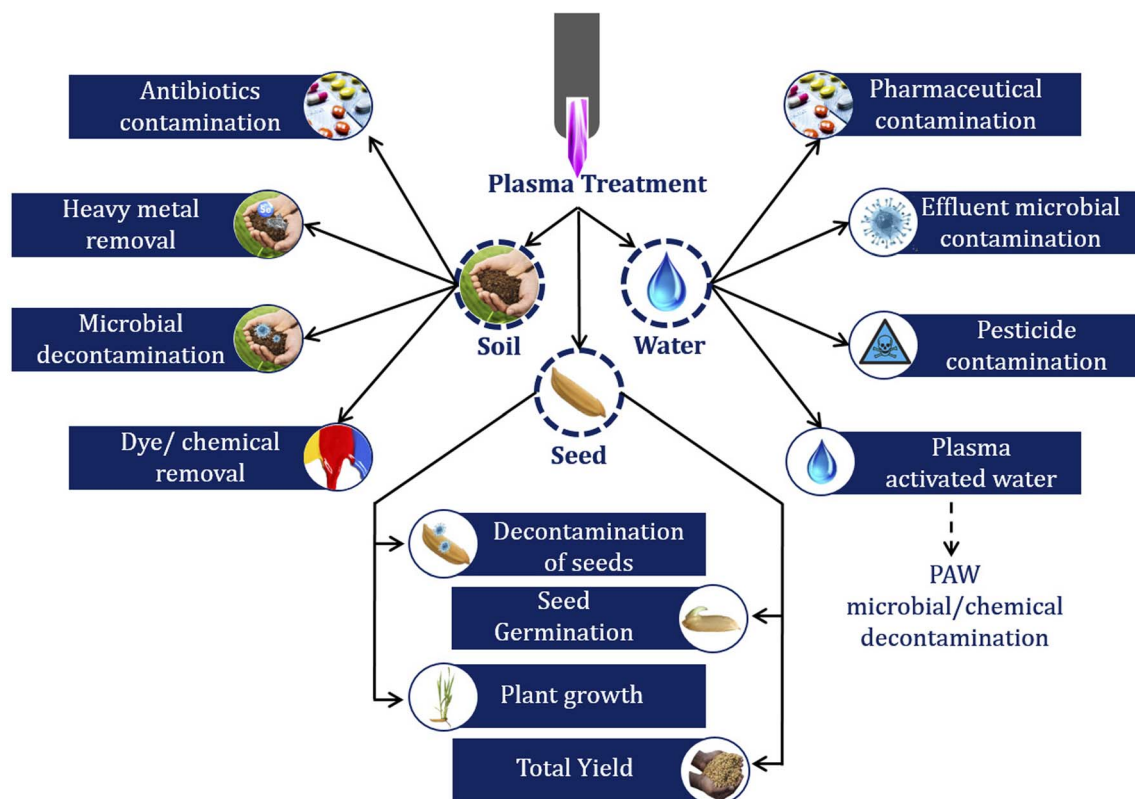 Antibiotics
contamination
Heavy metal
removal
Microbial
decontamination
Dye/ chemical
removal
Plasma Treatment
Soil
Water
Seed
Pharmaceutical
contamination
Effluent microbial
contamination
Pesticide
contamination
Plasma
activated water
PAW
microbial/chemical
decontamination
Decontamination
of seeds
Seed
Germination
Plant growth
Total Yield